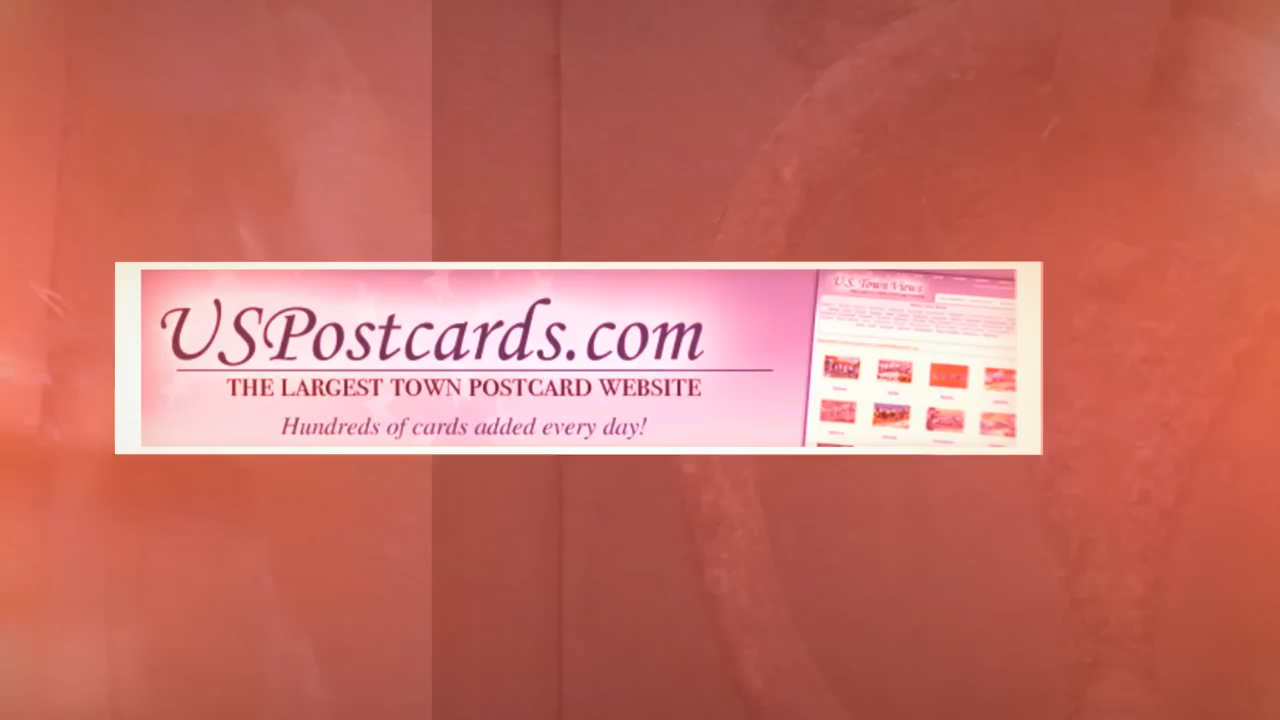 USPostcards.com
THE LARGEST TOWN POSTCARD WEBSITE
Hundreds of cards added every day!
U.S. Town Views